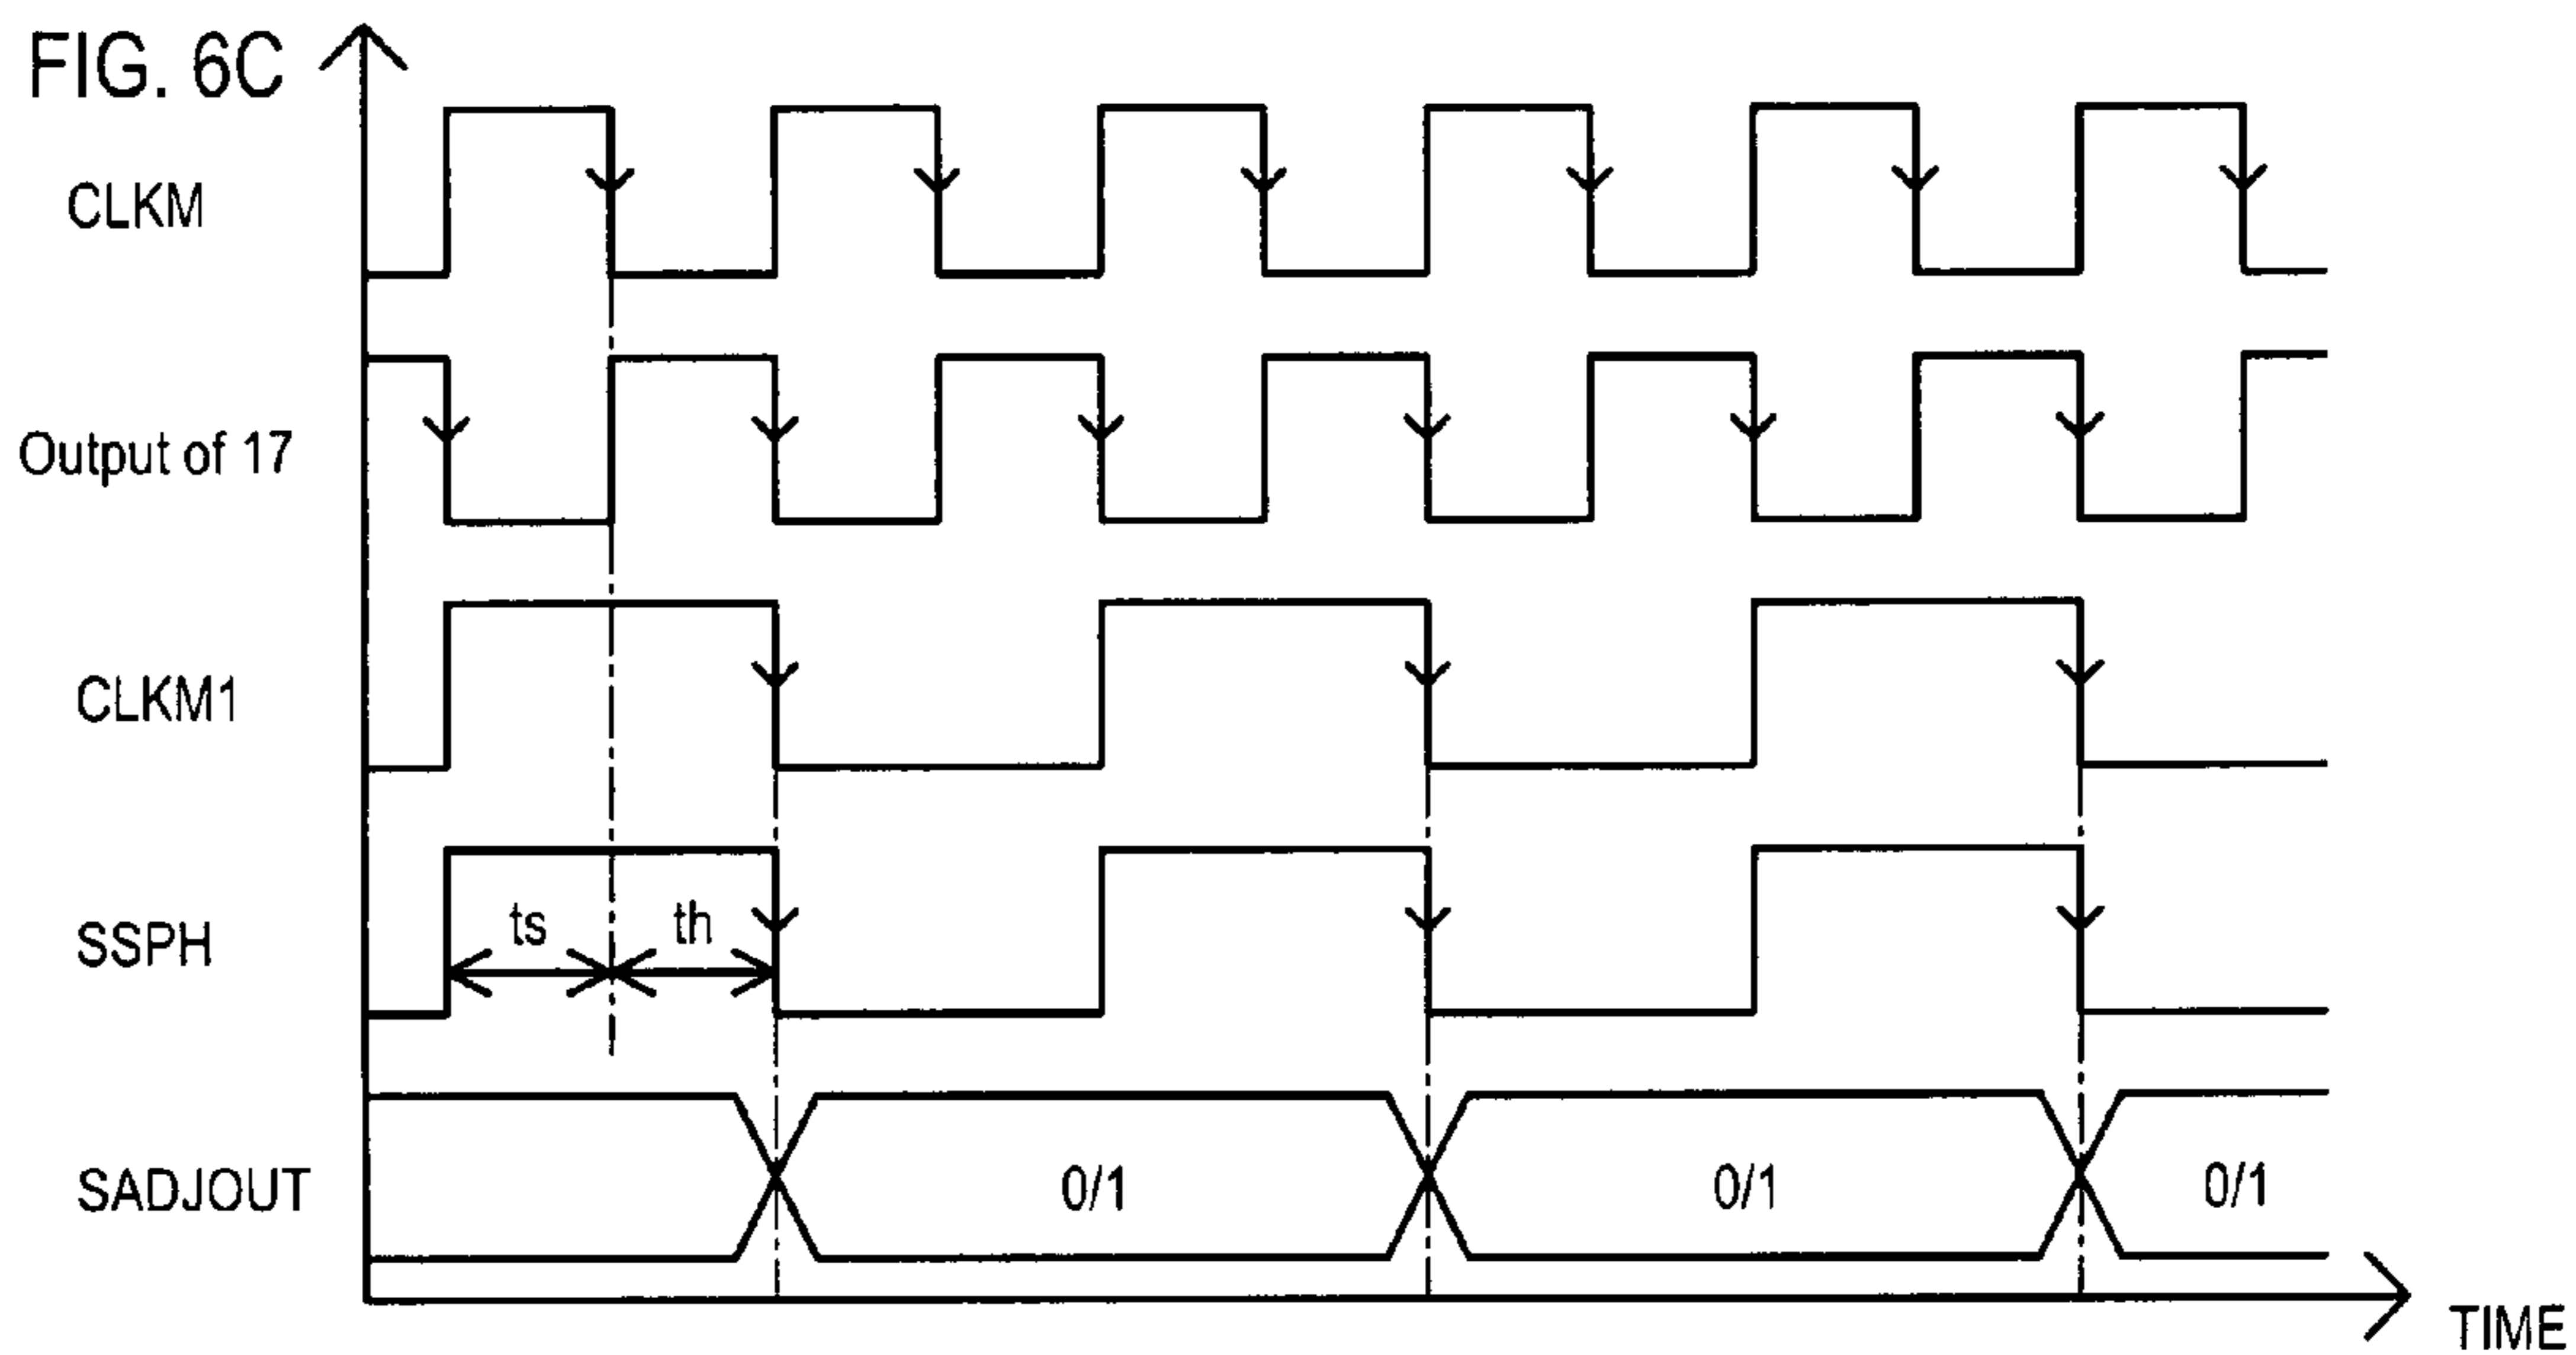 FIG. 6C
CLKM
Output of 17
CLKM1
SSPH
ts
th
SADJOUT
0/1
0/1
0/1
TIME